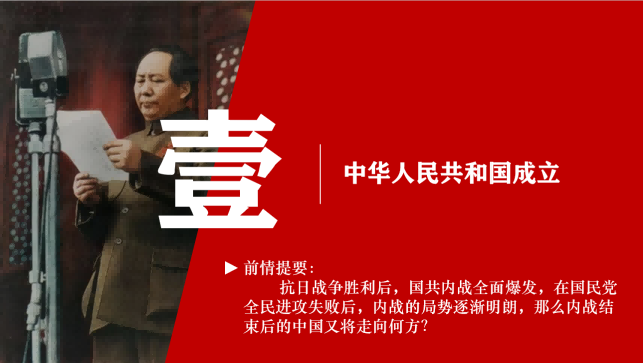 壹
中华人民共和国成立
▶ 前情提要：
抗日战争胜利后，国共内战全面爆发，在国民党
全民进攻失败后，内战的局势逐渐明朗，那么内战结
束后的中国又将走向何方？